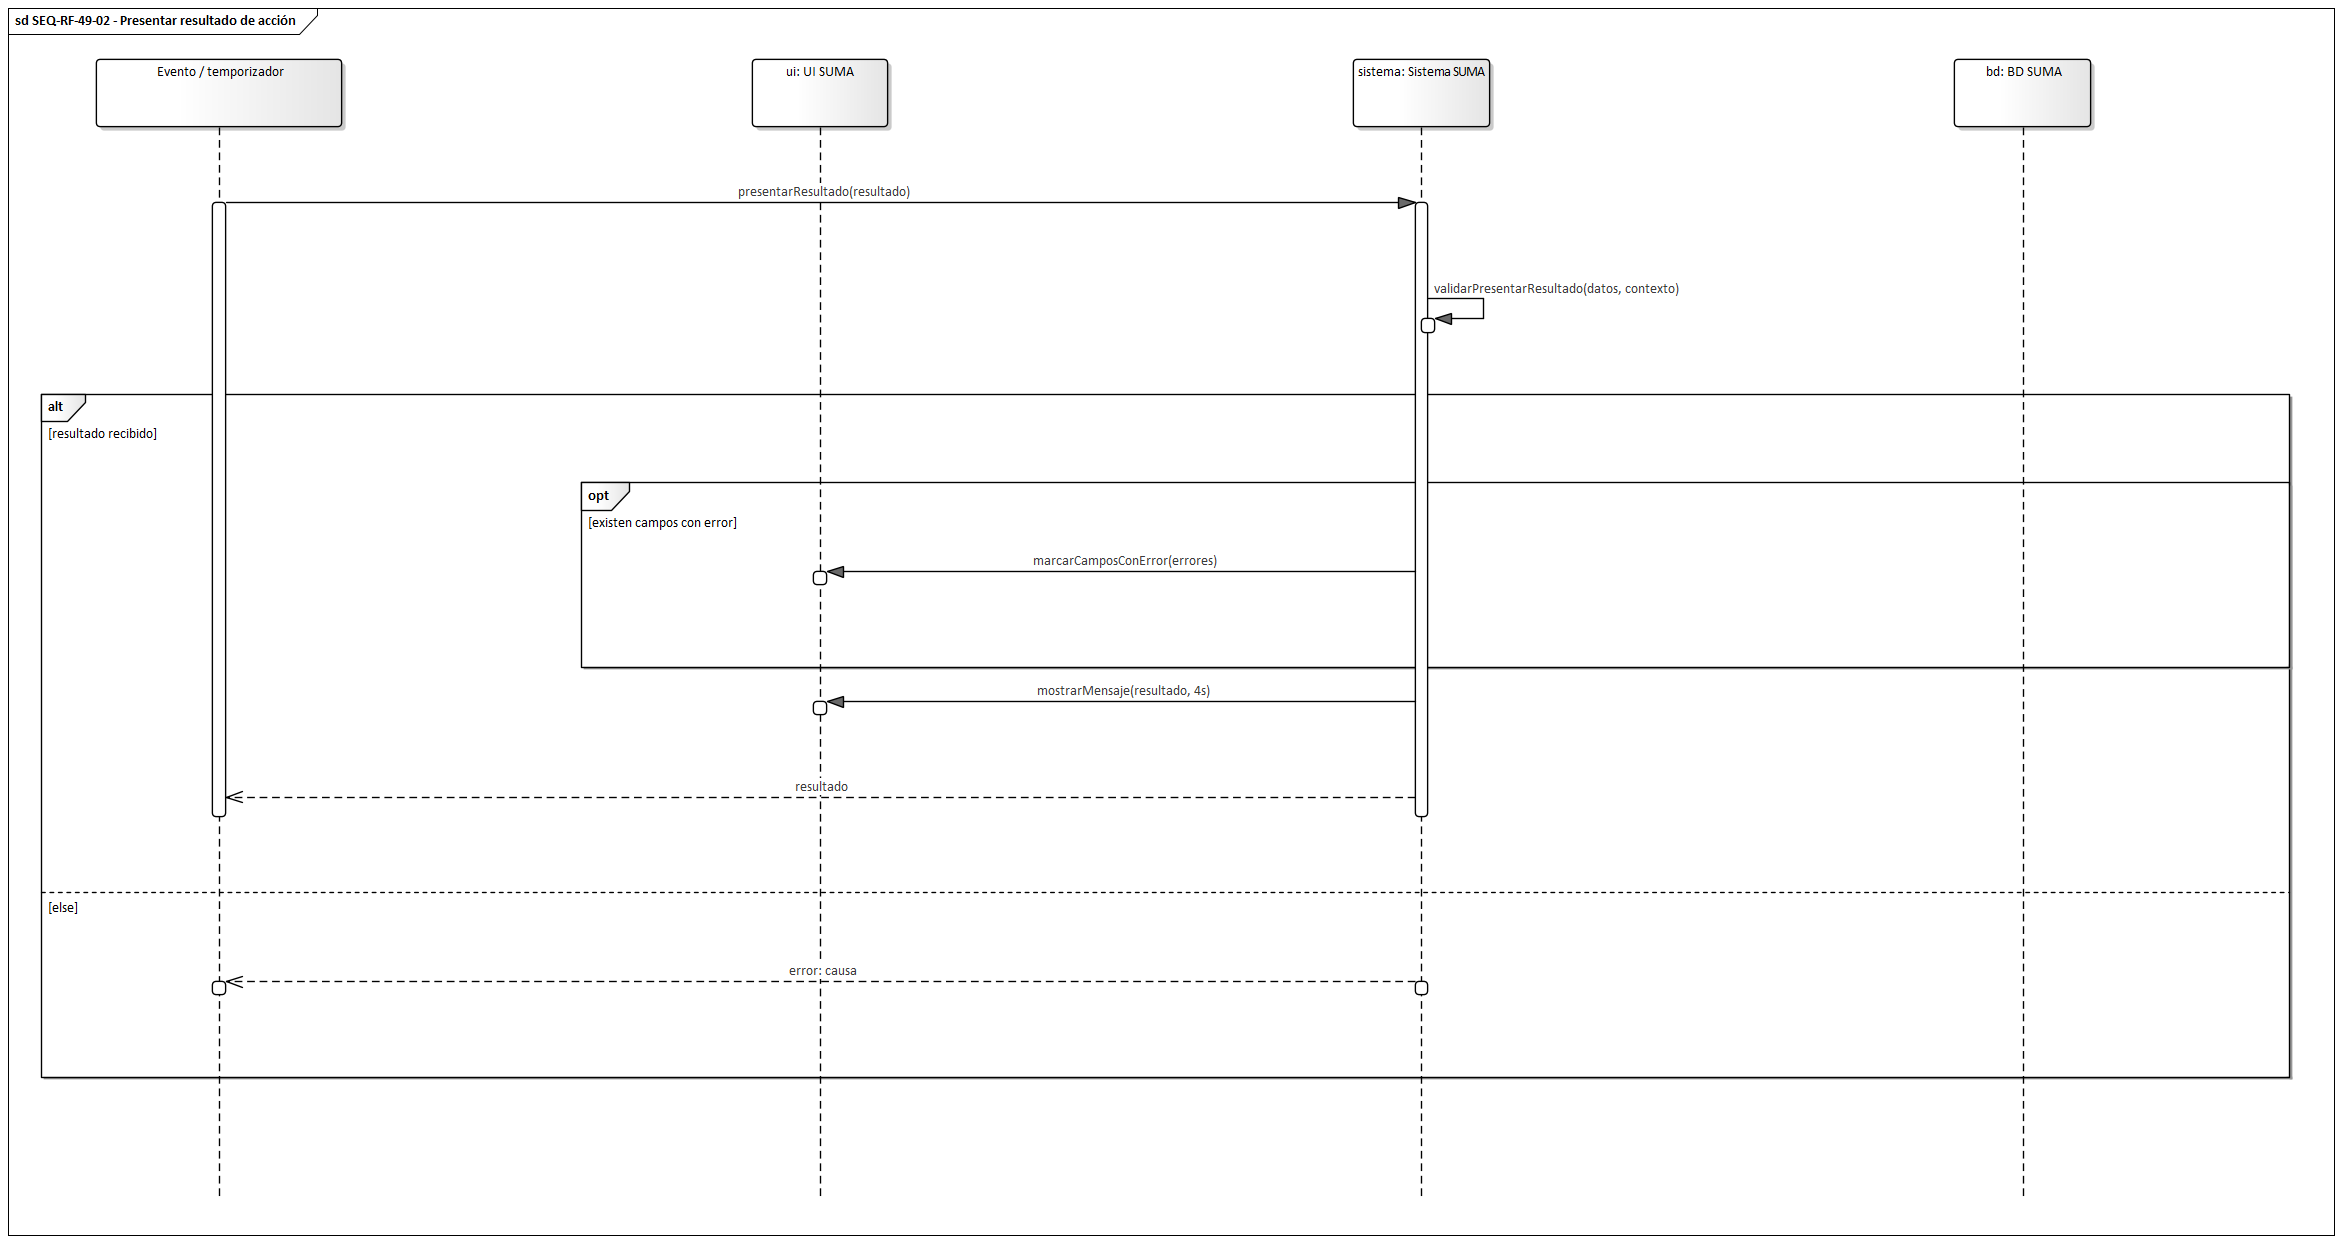 sd SEQ-RF-49-02 - Presentar resultado de acción
Evento / temporizador
ui: UI SUMA
sistema: Sistema SUMA
bd: BD SUMA
presentarResultado(resultado)
validarPresentarResultado(datos, contexto)
alt
[resultado recibido]
opt
[existen campos con error]
marcarCamposConError(errores)
mostrarMensaje(resultado, 4s)
resultado
[else]
error: causa